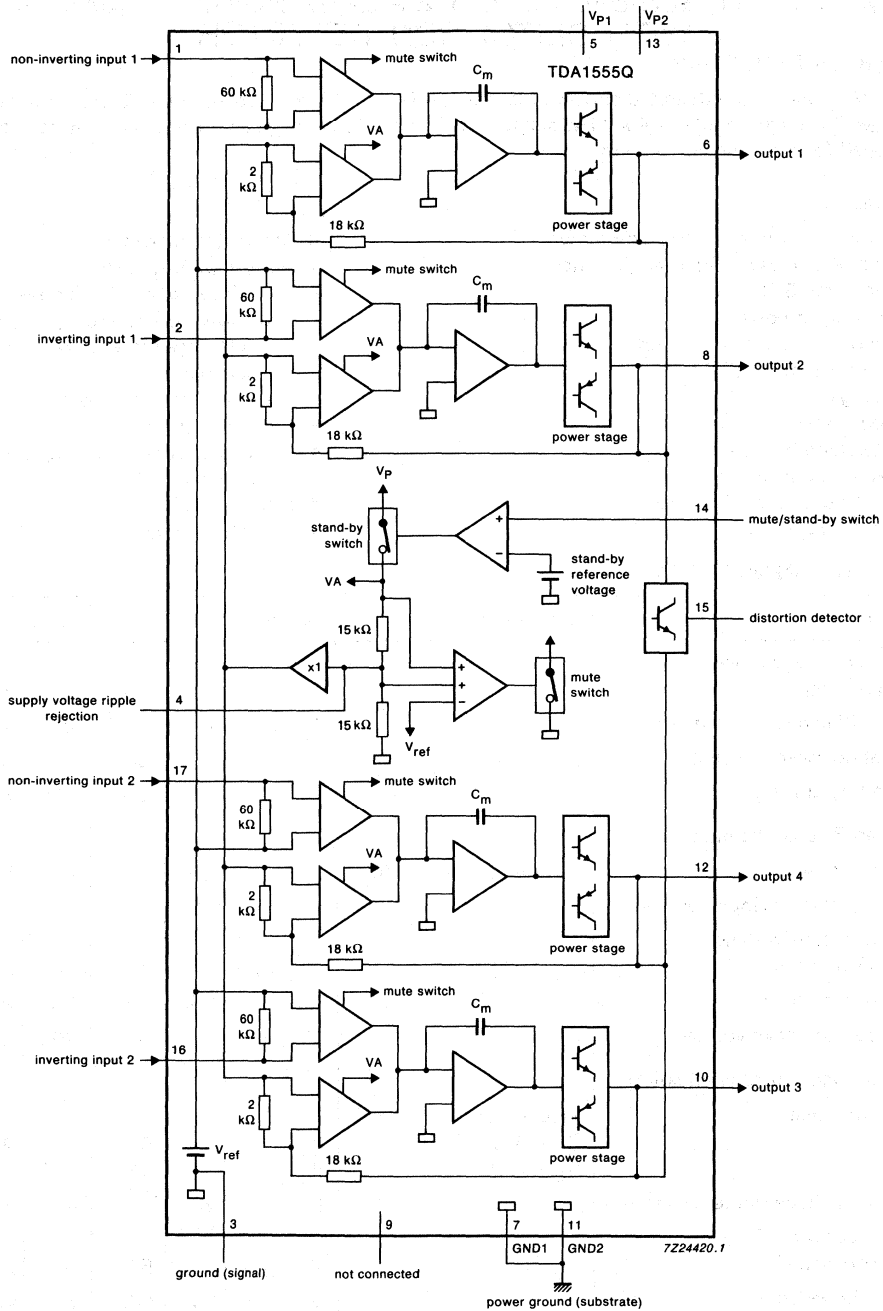 VP1
VP2
5
13
1
non-inverting input 1
mute switch
Cm
TDA1555Q
60 kΩ
VA
2
kΩ
6
output 1
18 kΩ
power stage
mute switch
Cm
60
kΩ
2
inverting input 1
VA
2
kΩ
8
output 2
18 kΩ
power stage
VP
14
mute/stand-by switch
stand-by
switch
+
−
stand-by
reference
voltage
VA
15
distortion detector
15 kΩ
x1
+
+
−
mute
switch
4
supply voltage ripple
rejection
15 kΩ
Vref
17
non-inverting input 2
mute switch
Cm
60
kΩ
VA
2
kΩ
12
output 4
18 kΩ
power stage
mute switch
Cm
60
kΩ
16
inverting input 2
VA
2
kΩ
10
output 3
Vref
18 kΩ
power stage
3
9
7
11
GND1
GND2
7Z24420.1
ground (signal)
not connected
power ground (substrate)